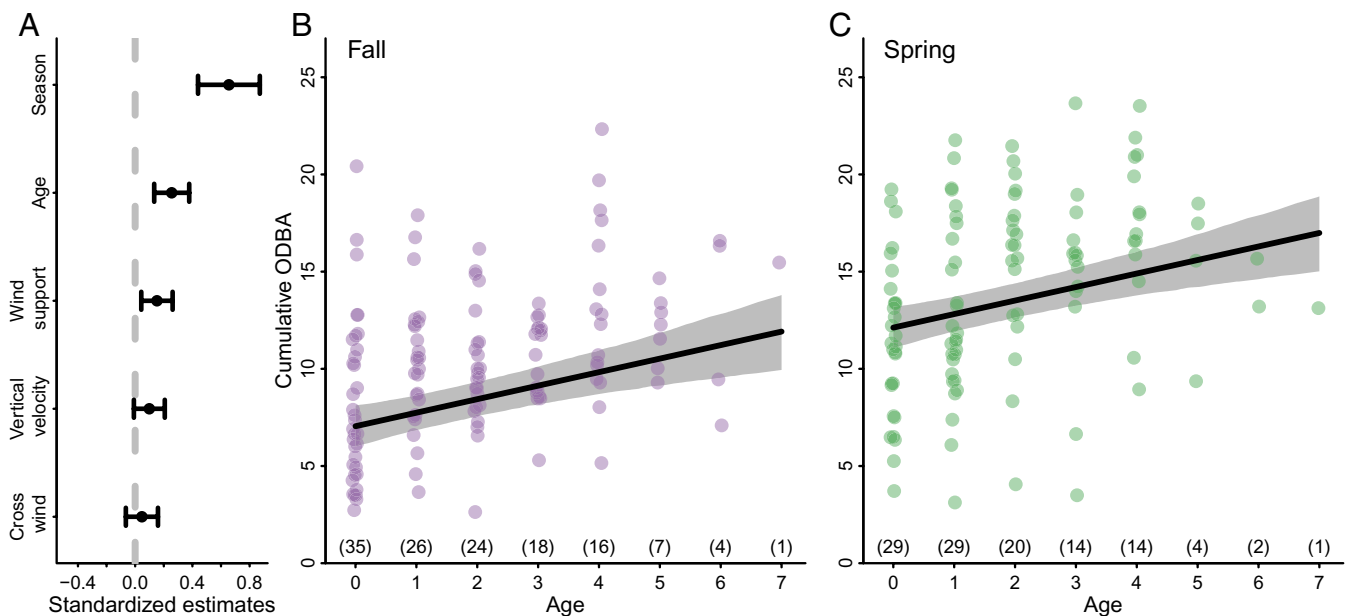 A
Season
Age
Wind
support
Vertical
velocity
Cross
wind
−0.4 0.0 0.4 0.8
Standardized estimates
B
Fall
Cumulative ODBA
0 5 10 15 20 25
(35) (26) (24) (18) (16) (7) (4) (1)
0 1 2 3 4 5 6 7
Age
C
Spring
0 5 10 15 20 25
(29) (29) (20) (14) (14) (4) (2) (1)
0 1 2 3 4 5 6 7
Age